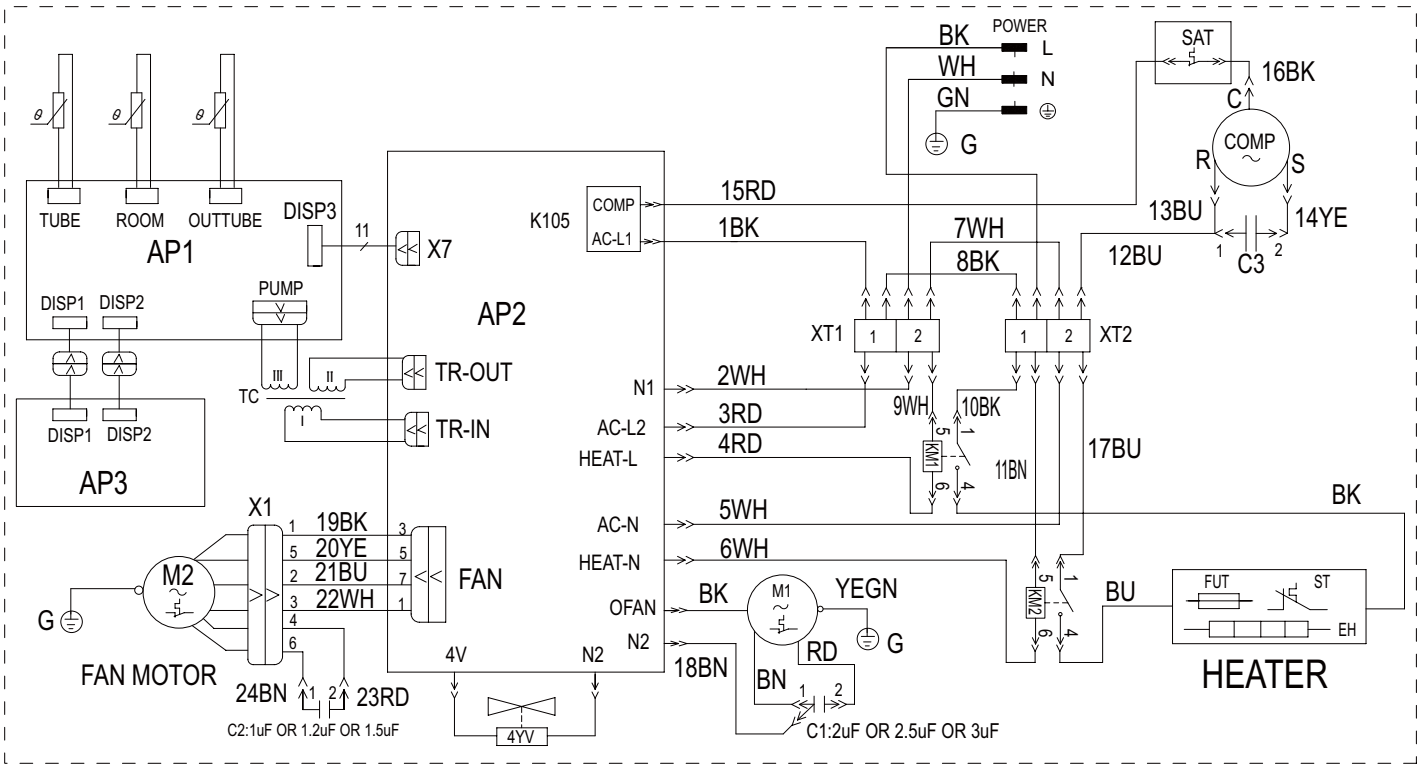 POWER
BK
L
WH
N
GN
G
SAT
16BK
C
COMP
R
S
13BU
14YE
1
2
C3
12BU
θ
θ
θ
TUBE
ROOM
OUTTUBE
AP1
DISP3
11
X7
DISP1
DISP2
PUMP
DISP1
DISP2
AP3
TC
III
II
I
TR-OUT
TR-IN
AP2
K105
COMP
AC-L1
15RD
1BK
7WH
8BK
XT1
1
2
1
2
XT2
N1
2WH
AC-L2
3RD
HEAT-L
4RD
9WH
10BK
5
1
KM1
6
4
11BN
17BU
BK
AC-N
5WH
HEAT-N
6WH
5
1
KM2
6
4
BU
FUT
ST
EH
HEATER
X1
1
19BK
3
5
20YE
5
2
21BU
7
3
22WH
1
4
6
FAN
M2
G
FAN MOTOR
24BN
1
2
23RD
C2:1uF OR 1.2uF OR 1.5uF
4V
N2
4YV
OFAN
BK
M1
YEGN
G
N2
18BN
BN
RD
1
2
C1:2uF OR 2.5uF OR 3uF